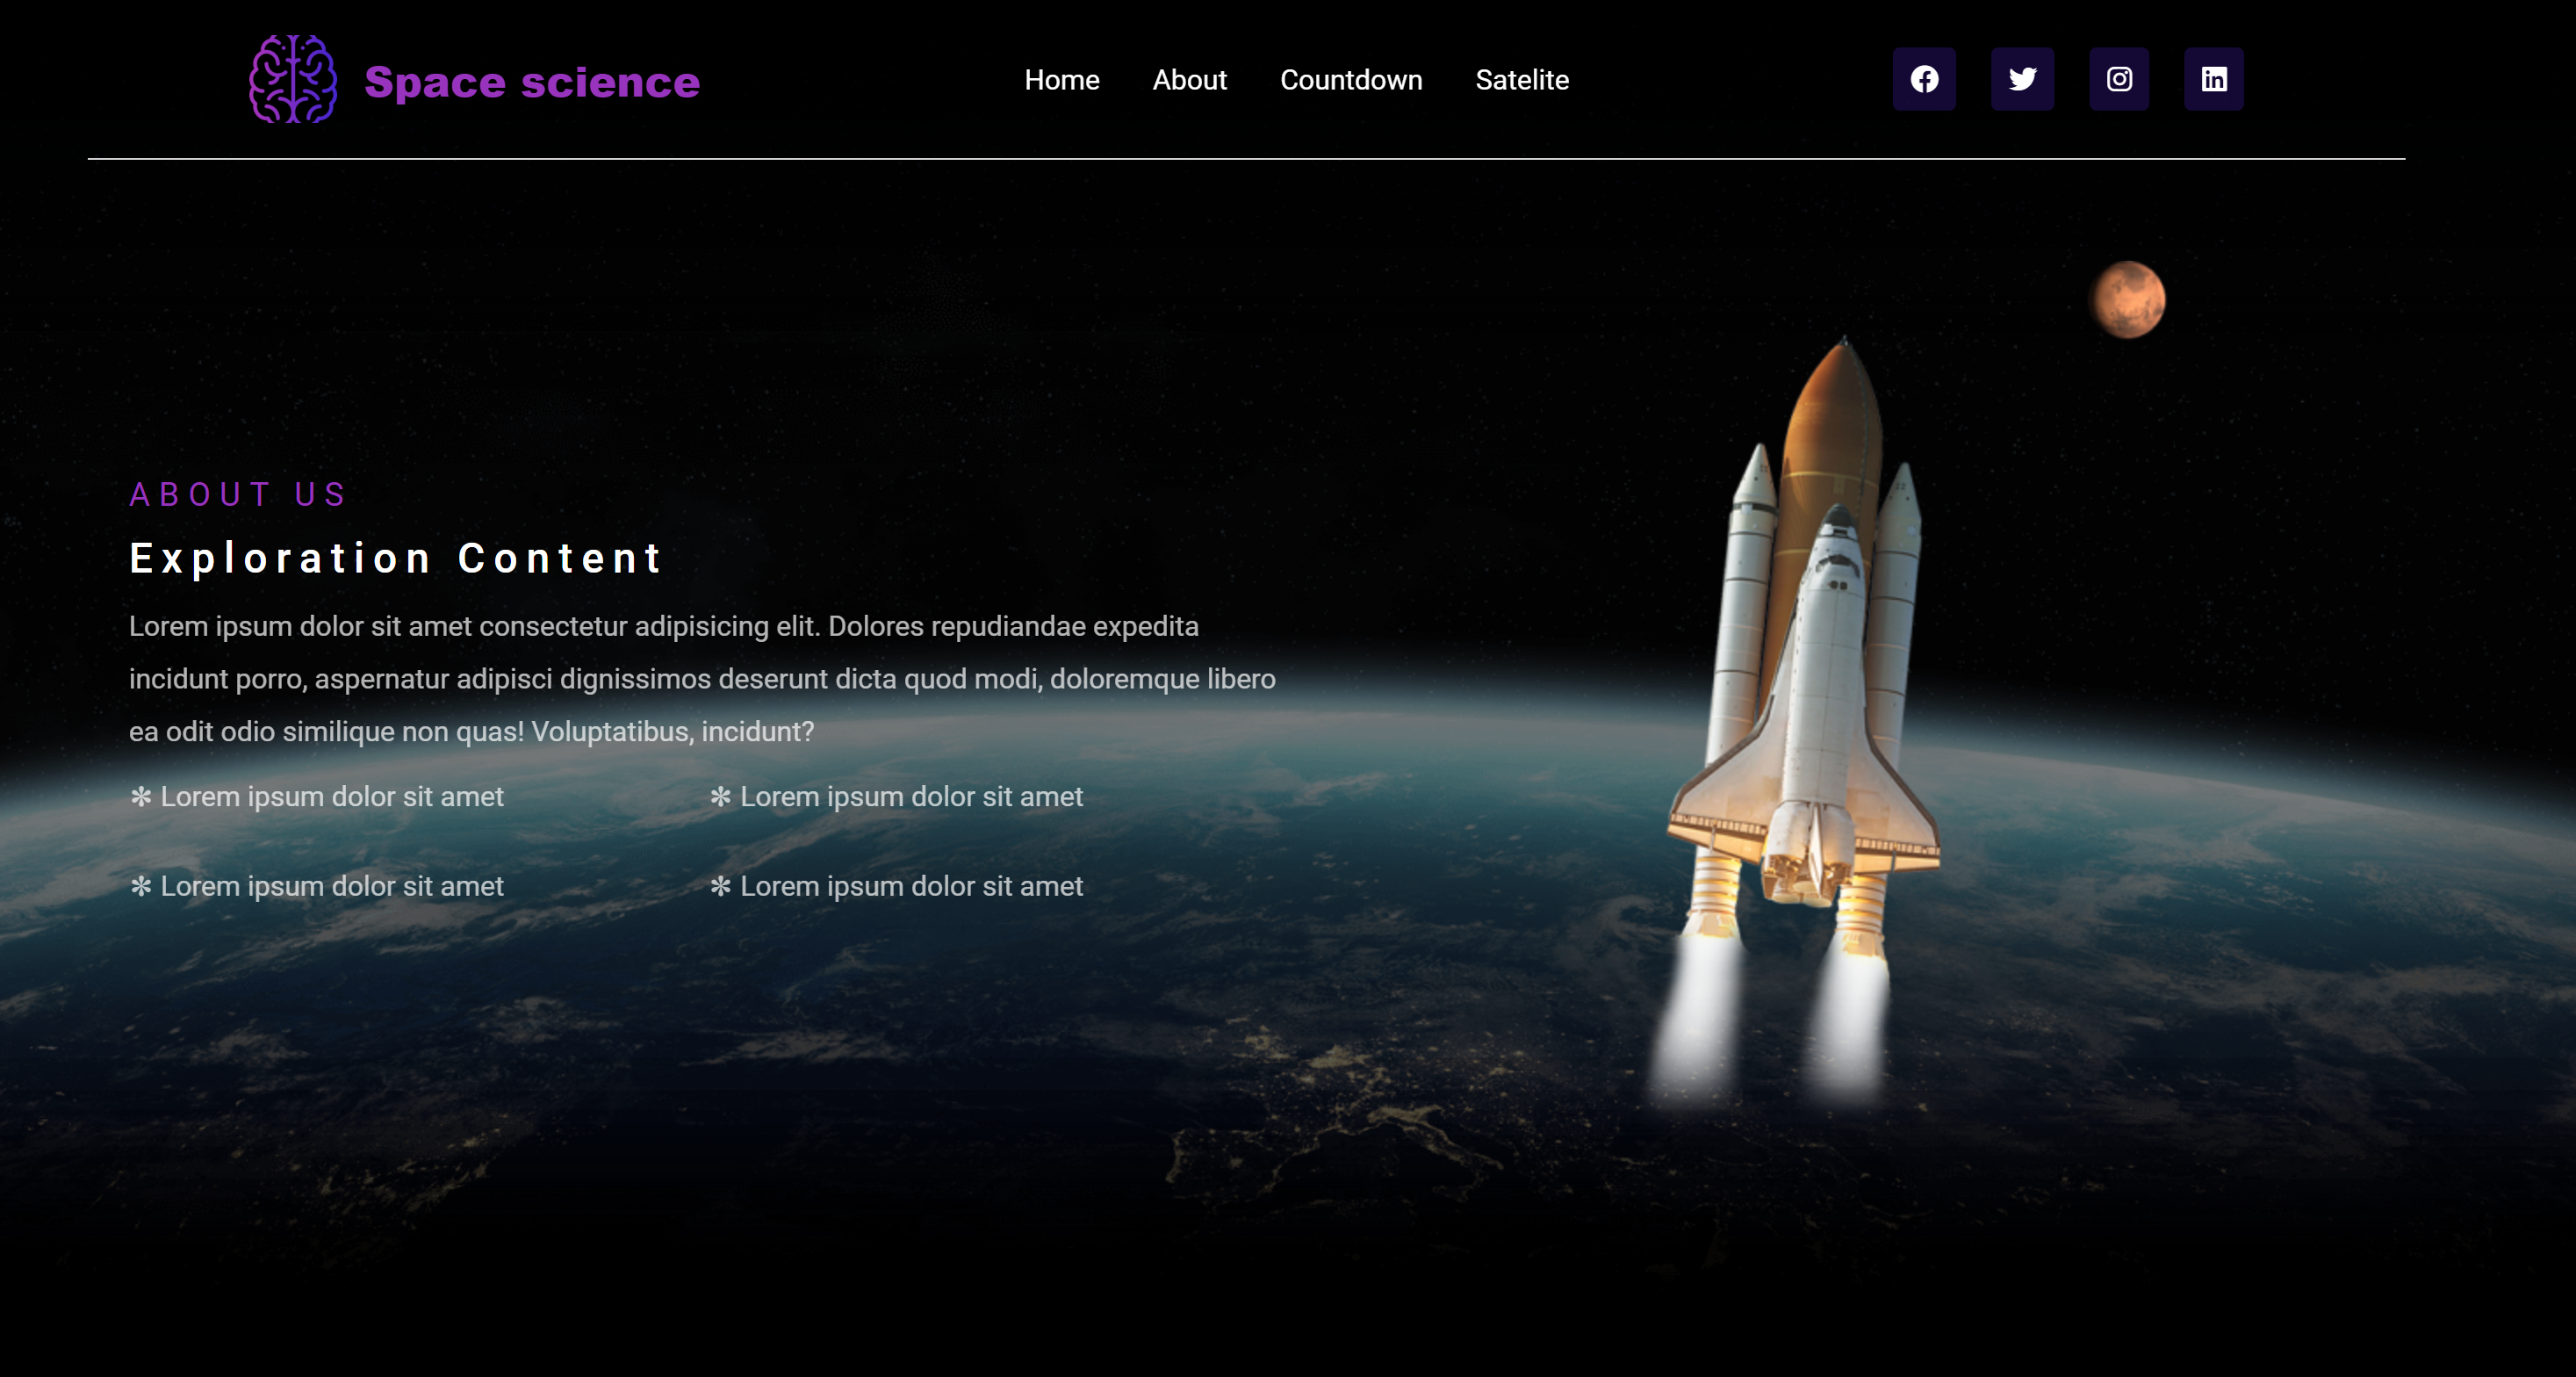 Space science
Home About Countdown Satelite
ABOUT US
Exploration Content
Lorem ipsum dolor sit amet consectetur adipisicing elit. Dolores repudiandae expedita
incidunt porro, aspernatur adipisci dignissimos deserunt dicta quod modi, doloremque libero
ea odit odio similique non quas! Voluptatibus, incidunt?
✻ Lorem ipsum dolor sit amet ✻ Lorem ipsum dolor sit amet
✻ Lorem ipsum dolor sit amet ✻ Lorem ipsum dolor sit amet